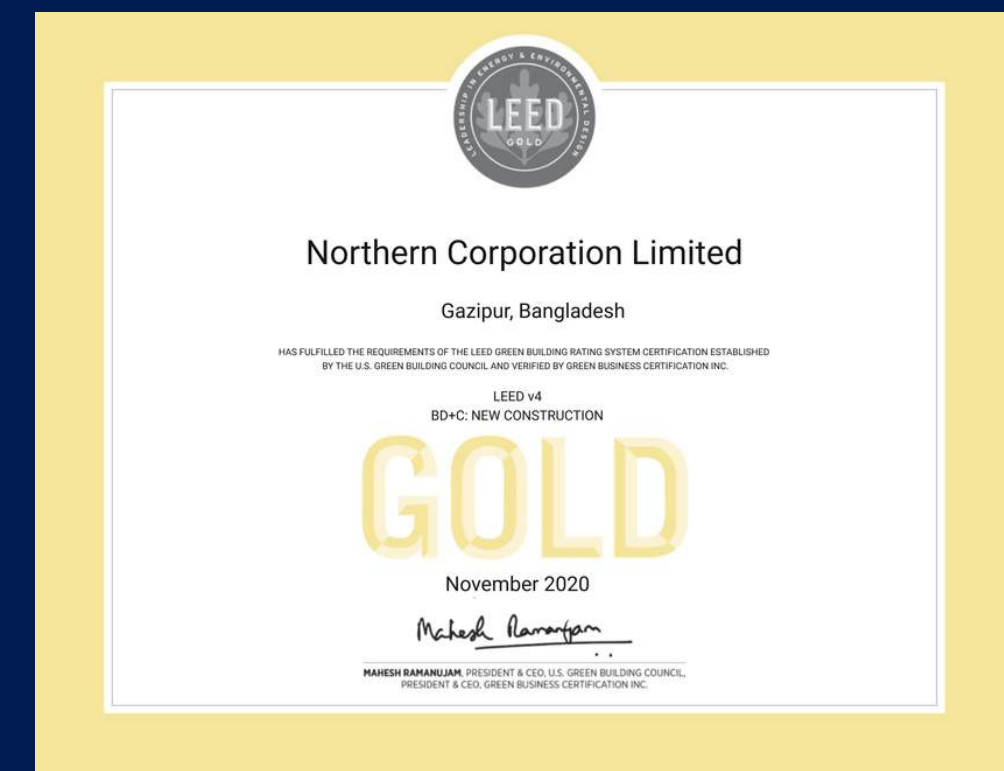 LEADERSHIP IN ENERGY & ENVIRONMENTAL DESIGN
LEED
GOLD
Northern Corporation Limited
Gazipur, Bangladesh
HAS FULFILLED THE REQUIREMENTS OF THE LEED GREEN BUILDING RATING SYSTEM CERTIFICATION ESTABLISHED
BY THE U.S. GREEN BUILDING COUNCIL AND VERIFIED BY GREEN BUSINESS CERTIFICATION INC.
LEED v4
BD+C: NEW CONSTRUCTION
GOLD
November 2020
Mahesh Ramanujam
MAHESH RAMANUJAM, PRESIDENT & CEO, U.S. GREEN BUILDING COUNCIL,
PRESIDENT & CEO, GREEN BUSINESS CERTIFICATION INC.